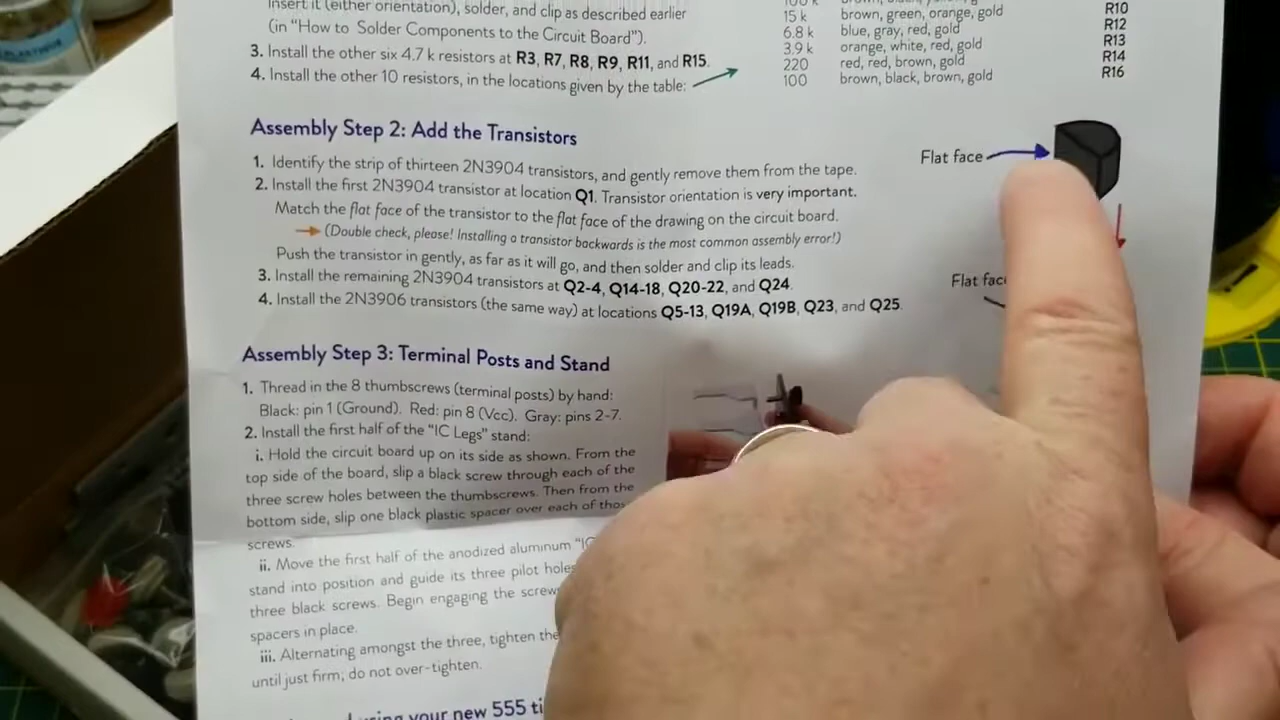 Insert it (either orientation), solder, and clip as described earlier
(in “How to Solder Components to the Circuit Board”).
3. Install the other six 4.7 k resistors at R3, R7, R8, R9, R11, and R15.
4. Install the other 10 resistors, in the locations given by the table:
R10
15 k brown, green, orange, gold R12
6.8 k blue, gray, red, gold R13
3.9 k orange, white, red, gold R14
220 red, red, brown, gold R16
100 brown, black, brown, gold
Assembly Step 2: Add the Transistors
1. Identify the strip of thirteen 2N3904 transistors, and gently remove them from the tape.
2. Install the first 2N3904 transistor at location Q1. Transistor orientation is very important.
Match the flat face of the transistor to the flat face of the drawing on the circuit board.
(Double check, please! Installing a transistor backwards is the most common assembly error!)
Push the transistor in gently, as far as it will go, and then solder and clip its leads.
3. Install the remaining 2N3904 transistors at Q2-4, Q14-18, Q20-22, and Q24.
4. Install the 2N3906 transistors (the same way) at locations Q5-13, Q19A, Q19B, Q23, and Q25.
Flat face
Flat
Assembly Step 3: Terminal Posts and Stand
1. Thread in the 8 thumbscrews (terminal posts) by hand:
Black: pin 1 (Ground). Red: pin 8 (Vcc). Gray: pins 2-7.
2. Install the first half of the “IC Legs” stand:
i. Hold the circuit board up on its side as shown. From the
top side of the board, slip a black screw through each of the
three screw holes between the thumbscrews. Then from the
bottom side, slip one black plastic spacer over each of
screws.
ii. Move the first half of the anodized aluminum
stand into position and guide its three pilot
three black screws. Begin engaging the
spacers in place.
iii. Alternating amongst the three, tighten the
until just firm; do not over-tighten.
your new 555